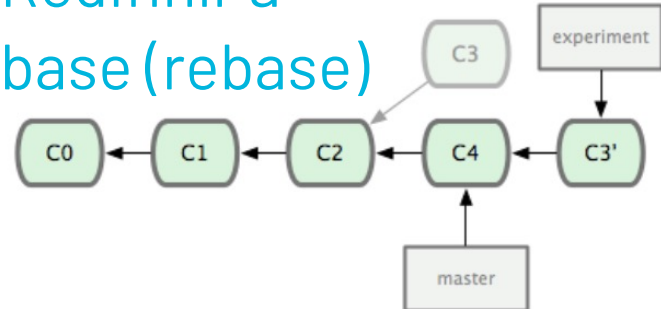 a
base (rebase)
C3
experiment
C0
C1
C2
C4
C3'
master